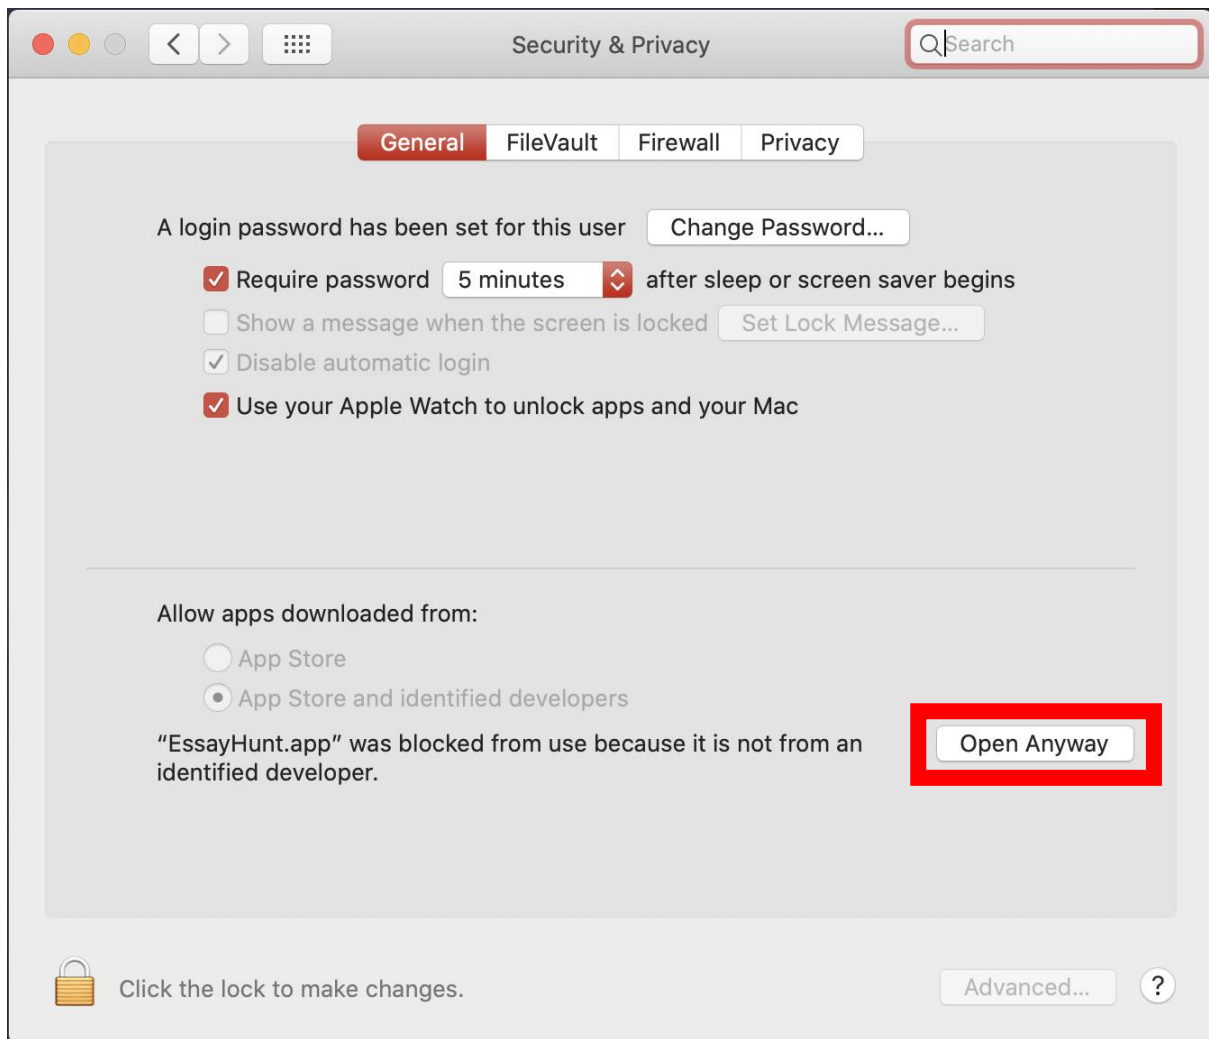 Security & Privacy
Search
General FileVault Firewall Privacy
A login password has been set for this user Change Password...
Require password 5 minutes after sleep or screen saver begins
Show a message when the screen is locked Set Lock Message...
Disable automatic login
Use your Apple Watch to unlock apps and your Mac
Allow apps downloaded from:
App Store
App Store and identified developers
“EssayHunt.app” was blocked from use because it is not from an
identified developer.
Open Anyway
Click the lock to make changes.
Advanced...
?